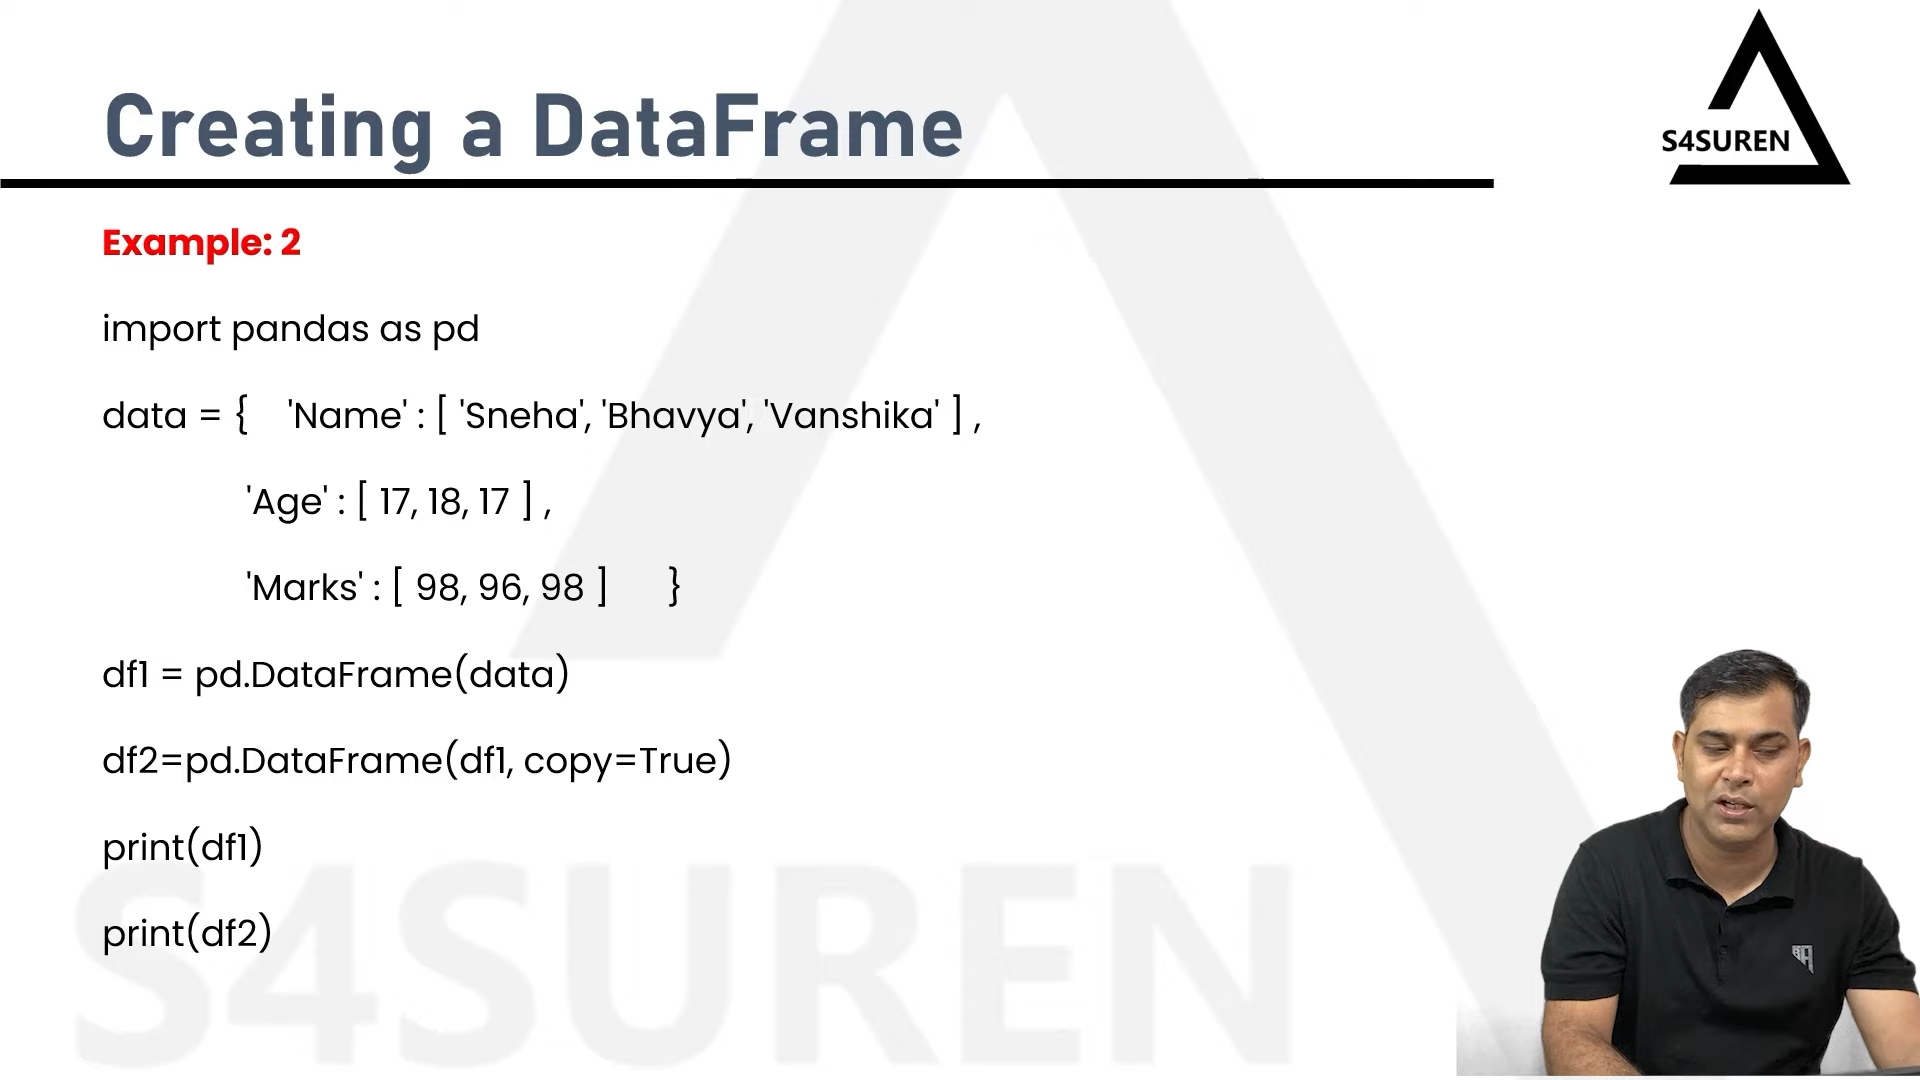 Creating a DataFrame
S4SUREN
Example: 2
import pandas as pd
data = { 'Name' : [ 'Sneha', 'Bhavya', 'Vanshika' ] ,
'Age' : [ 17, 18, 17 ] ,
'Marks' : [ 98, 96, 98 ] }
df1 = pd.DataFrame(data)
df2=pd.DataFrame(df1, copy=True)
print(df1)
print(df2)
S4SUREN